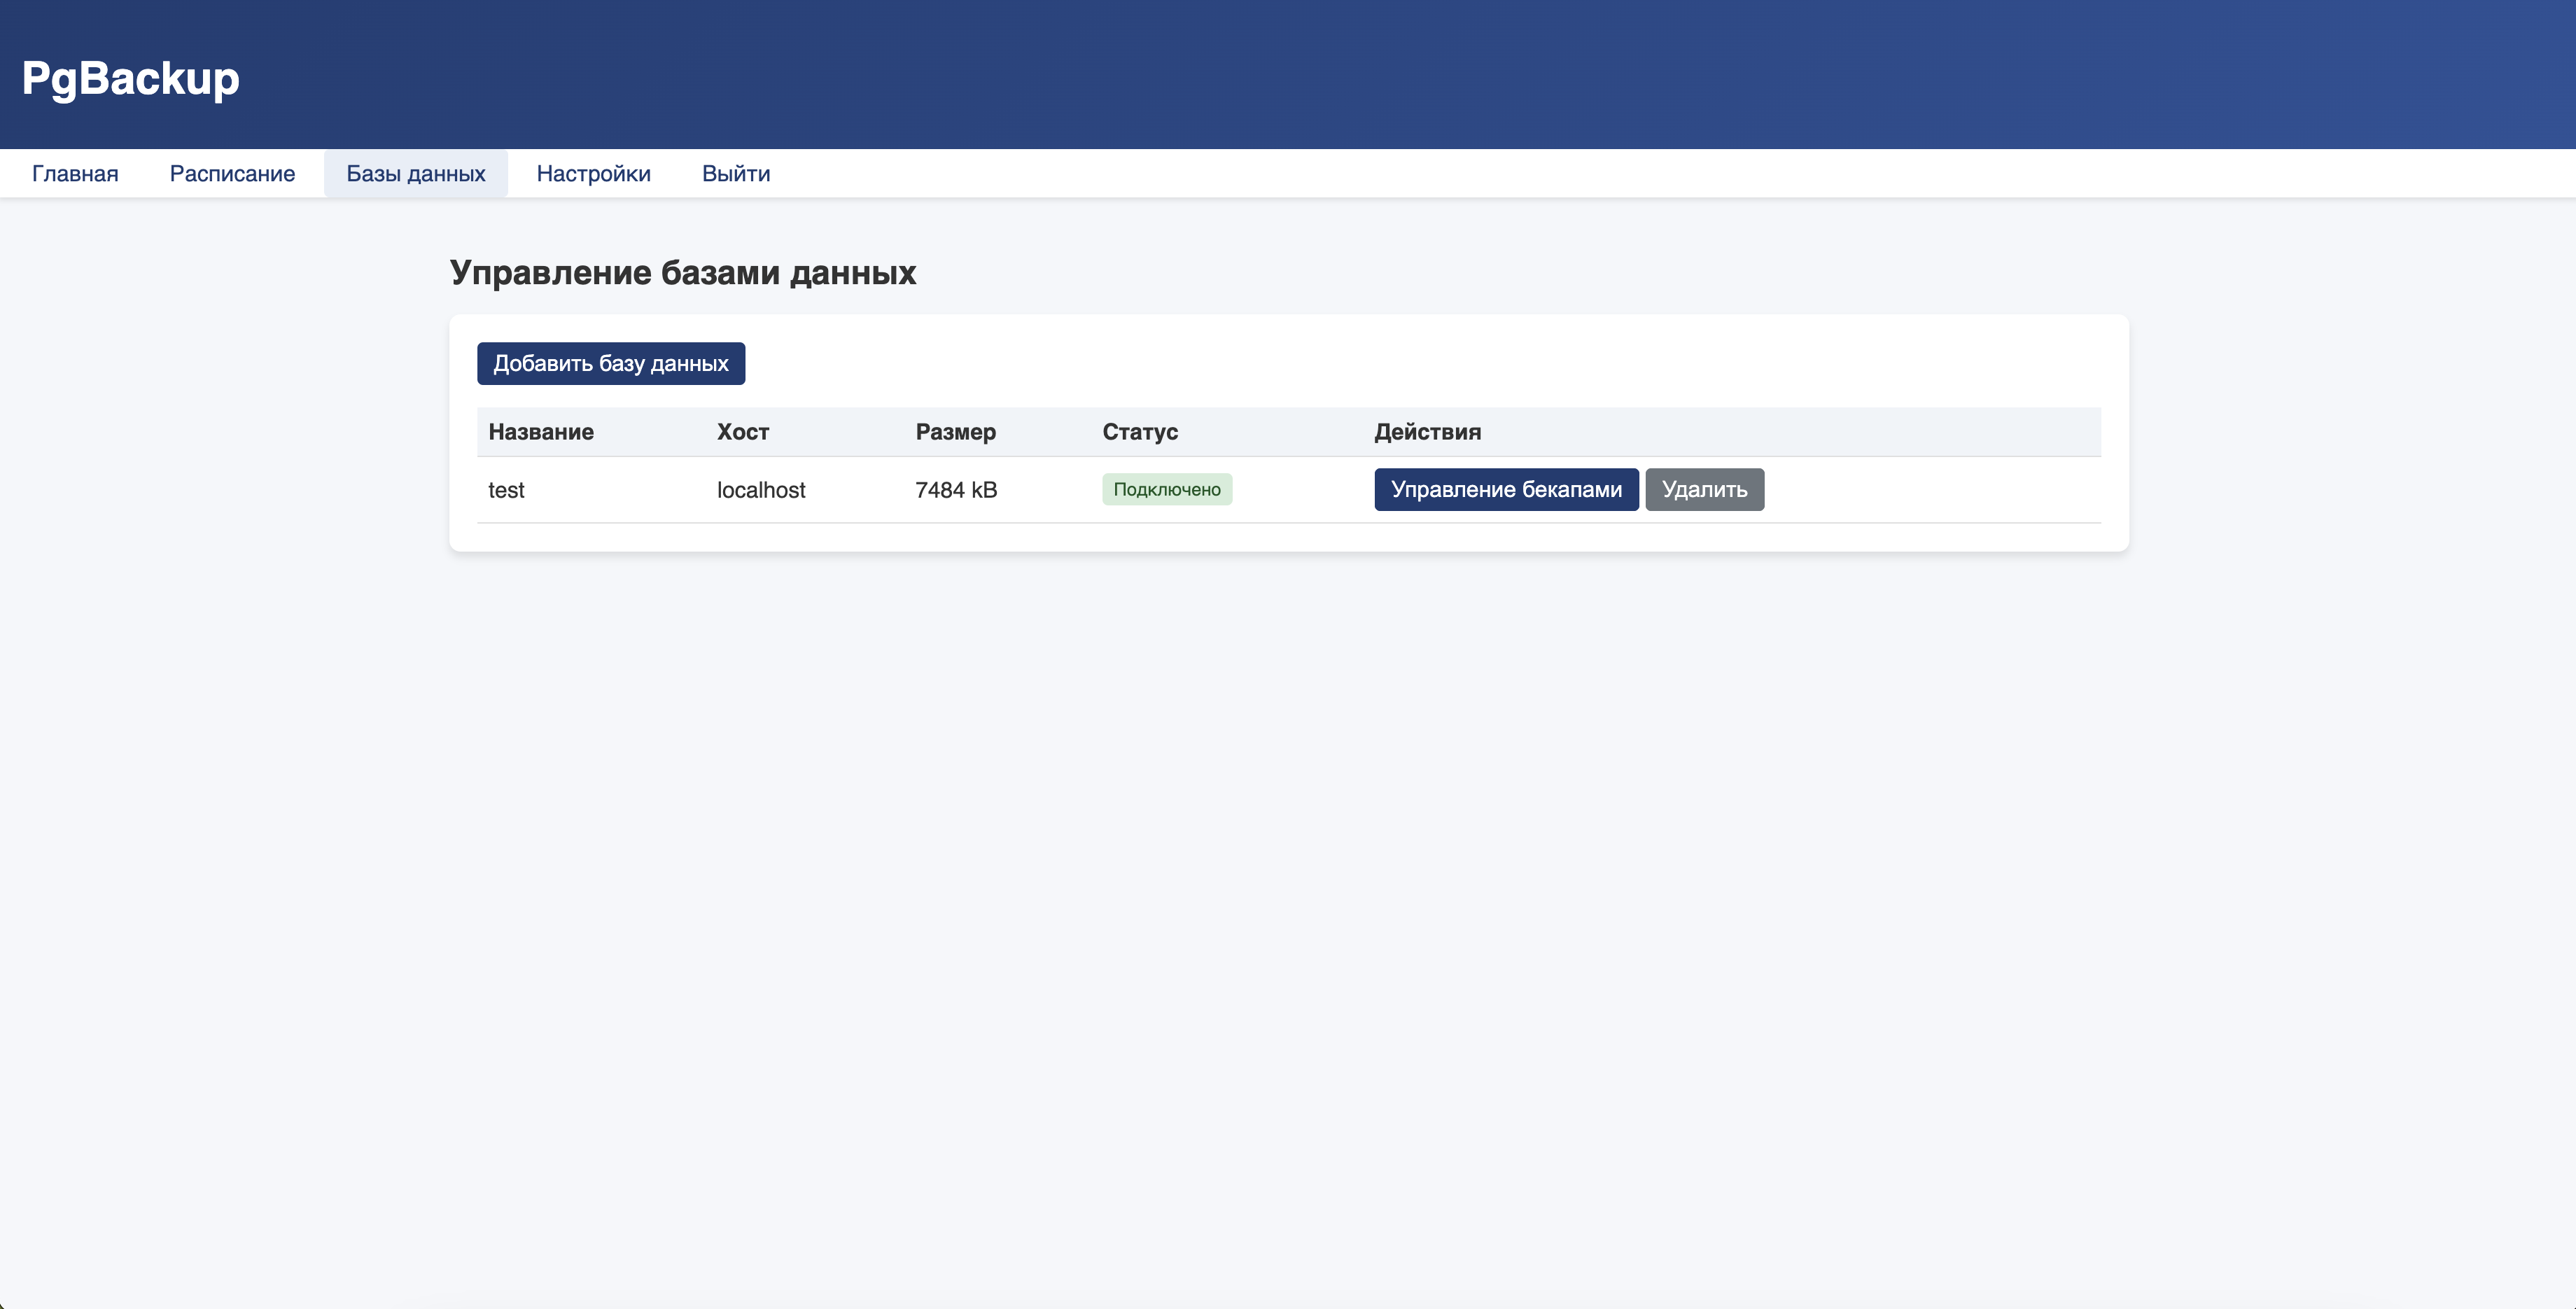 PgBackup
Главная Расписание Базы данных Настройки Выйти
Управление базами данных
Добавить базу данных
Название Хост Размер Статус Действия
test localhost 7484 kB Подключено Управление бекапами Удалить